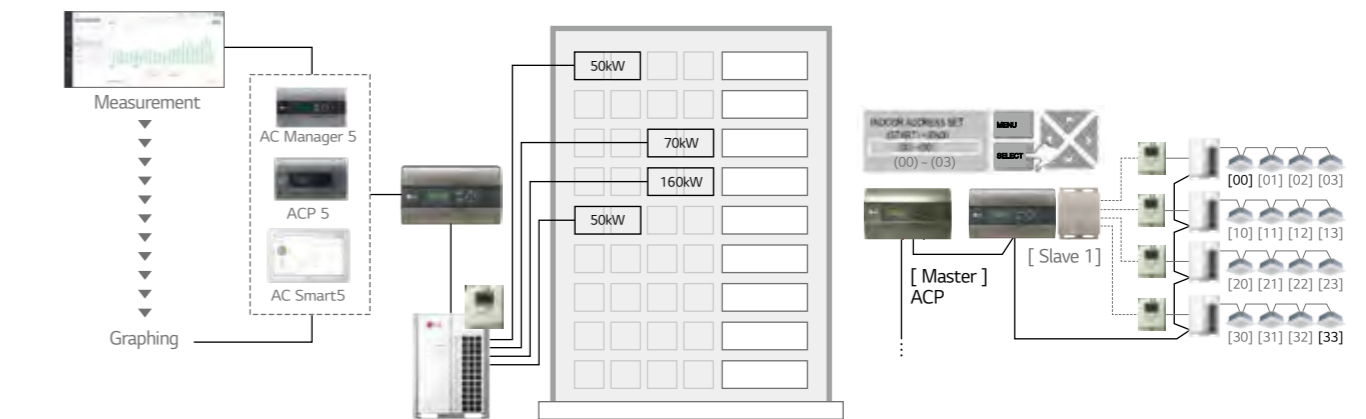 Measurement
AC Manager 5
ACP 5
AC Smart5
Graphing
50kW
70kW
160kW
50kW
INDOOR ADDRESS SET
MENU
SELECT
(00) – (03)
[ Master ]
ACP
[ Slave 1]
[00] [01] [02] [03]
[10] [11] [12] [13]
[20] [21] [22] [23]
[30] [31] [32] [33]